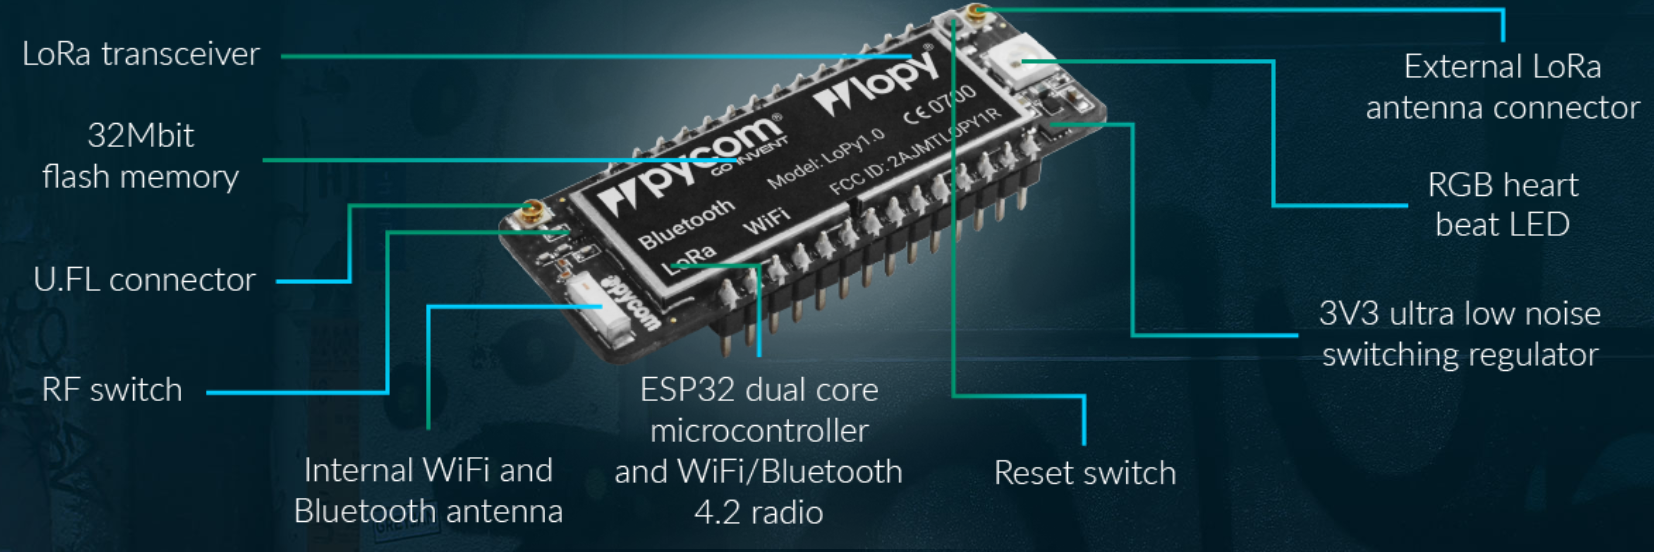 LoRa transceiver
32Mbit
flash memory
U.FL connector
RF switch
Internal WiFi and
Bluetooth antenna
ESP32 dual core
microcontroller
and WiFi/Bluetooth
4.2 radio
Reset switch
External LoRa
antenna connector
RGB heart
beat LED
3V3 ultra low noise
switching regulator
pycom®
GO INVENT
lopy®
Model: LoPy1.0
CE0700
FCC ID: 2AJMTLOPY1R
Bluetooth
WiFi
LoRa
pycom